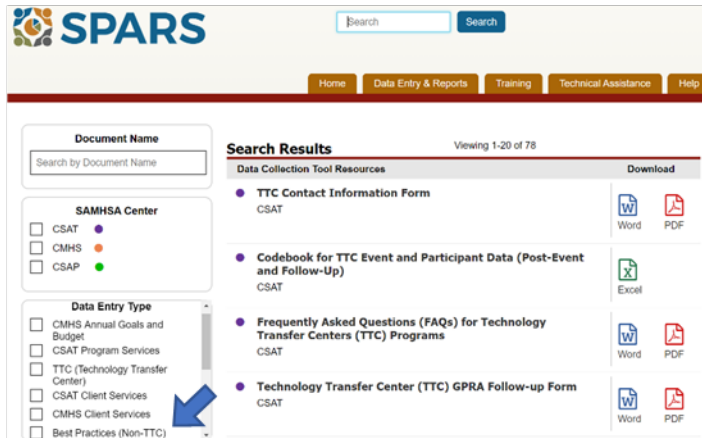 SPARS
Search
Search
Home
Data Entry & Reports
Training
Technical Assistance
Help
Document Name
Search by Document Name
SAMHSA Center
CSAT
CMHS
CSAP
Data Entry Type
CMHS Annual Goals and
Budget
CSAT Program Services
TTC (Technology Transfer
Center)
CSAT Client Services
CMHS Client Services
Best Practices (Non-TTC)
Search Results
Viewing 1-20 of 78
Data Collection Tool Resources
Download
TTC Contact Information Form
CSAT
Word
PDF
Codebook for TTC Event and Participant Data (Post-Event
and Follow-Up)
CSAT
Excel
Frequently Asked Questions (FAQs) for Technology
Transfer Centers (TTC) Programs
CSAT
Word
PDF
Technology Transfer Center (TTC) GPRA Follow-up Form
CSAT
Word
PDF